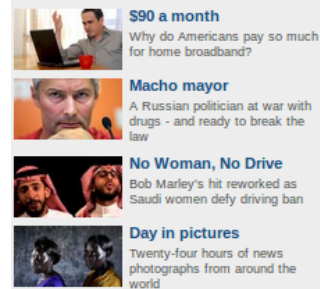 $90 a month
Why do Americans pay so much
for home broadband?
Macho mayor
A Russian politician at war with
drugs - and ready to break the
law
No Woman, No Drive
Bob Marley's hit reworked as
Saudi women defy driving ban
Day in pictures
Twenty-four hours of news
photographs from around the
world